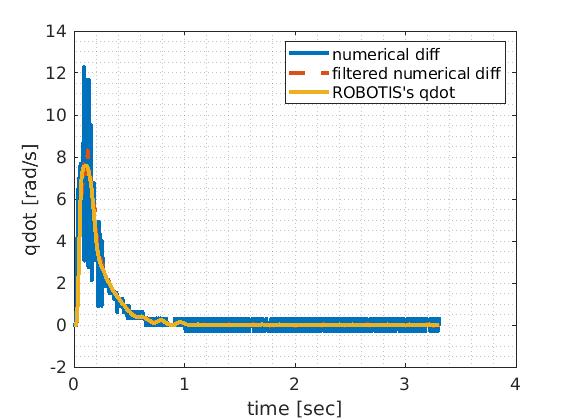 14
12
10
8
6
4
2
0
-2
qdot [rad/s]
numerical diff
filtered numerical diff
ROBOTIS's qdot
0 1 2 3 4
time [sec]